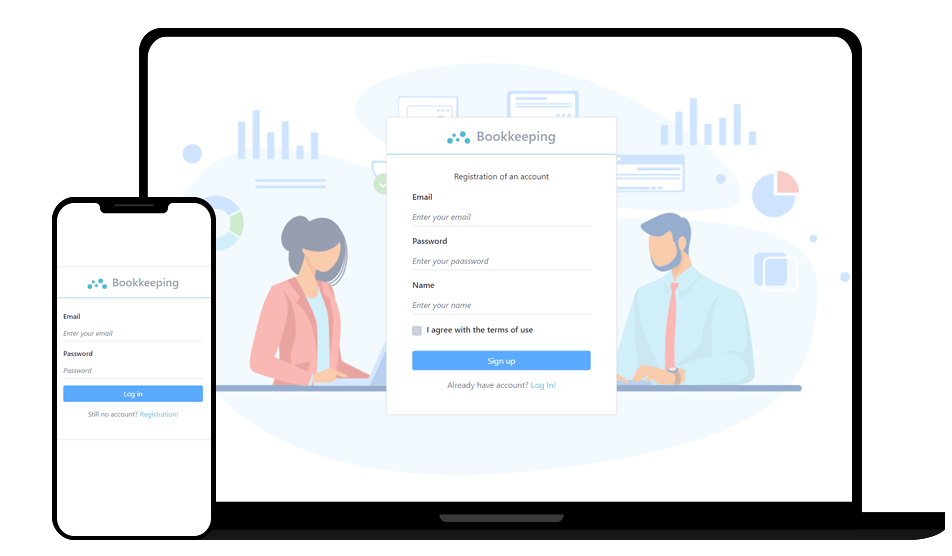 Bookkeeping
Registration of an account
Email
Enter your email
Password
Enter your paassword
Name
Enter your name
I agree with the terms of use
Sign up
Already have account? Log In!
Bookkeeping
Email
Enter your email
Password
Password
Log in
Still no account? Registration!